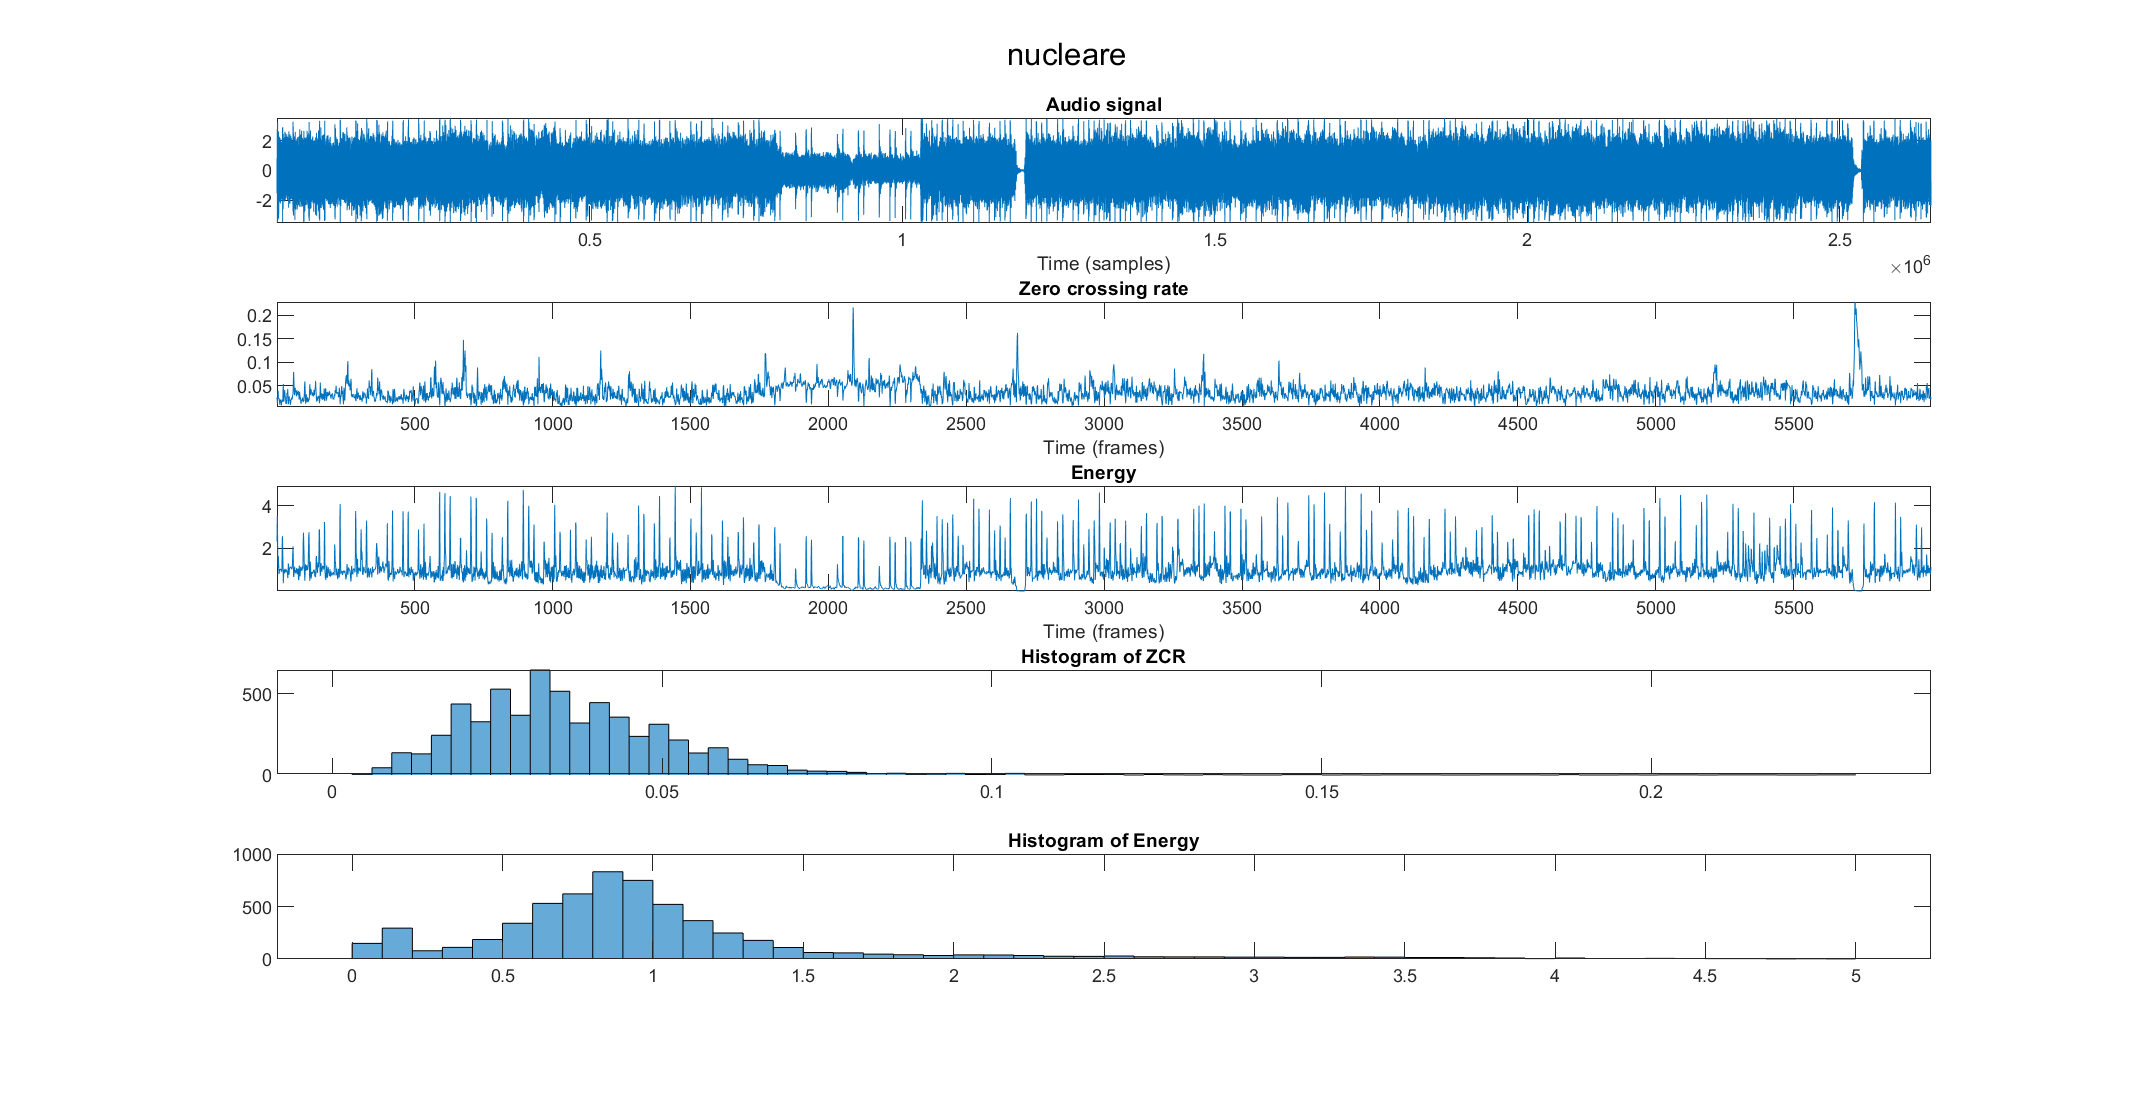 nucleare
Audio signal
2
0
-2
0.5 1 1.5 2 2.5
Time (samples)
×10^6
Zero crossing rate
0.2
0.15
0.1
0.05
500 1000 1500 2000 2500 3000 3500 4000 4500 5000 5500
Time (frames)
Energy
4
2
500 1000 1500 2000 2500 3000 3500 4000 4500 5000 5500
Time (frames)
Histogram of ZCR
500
0
0 0.05 0.1 0.15 0.2
Histogram of Energy
1000
500
0
0 0.5 1 1.5 2 2.5 3 3.5 4 4.5 5